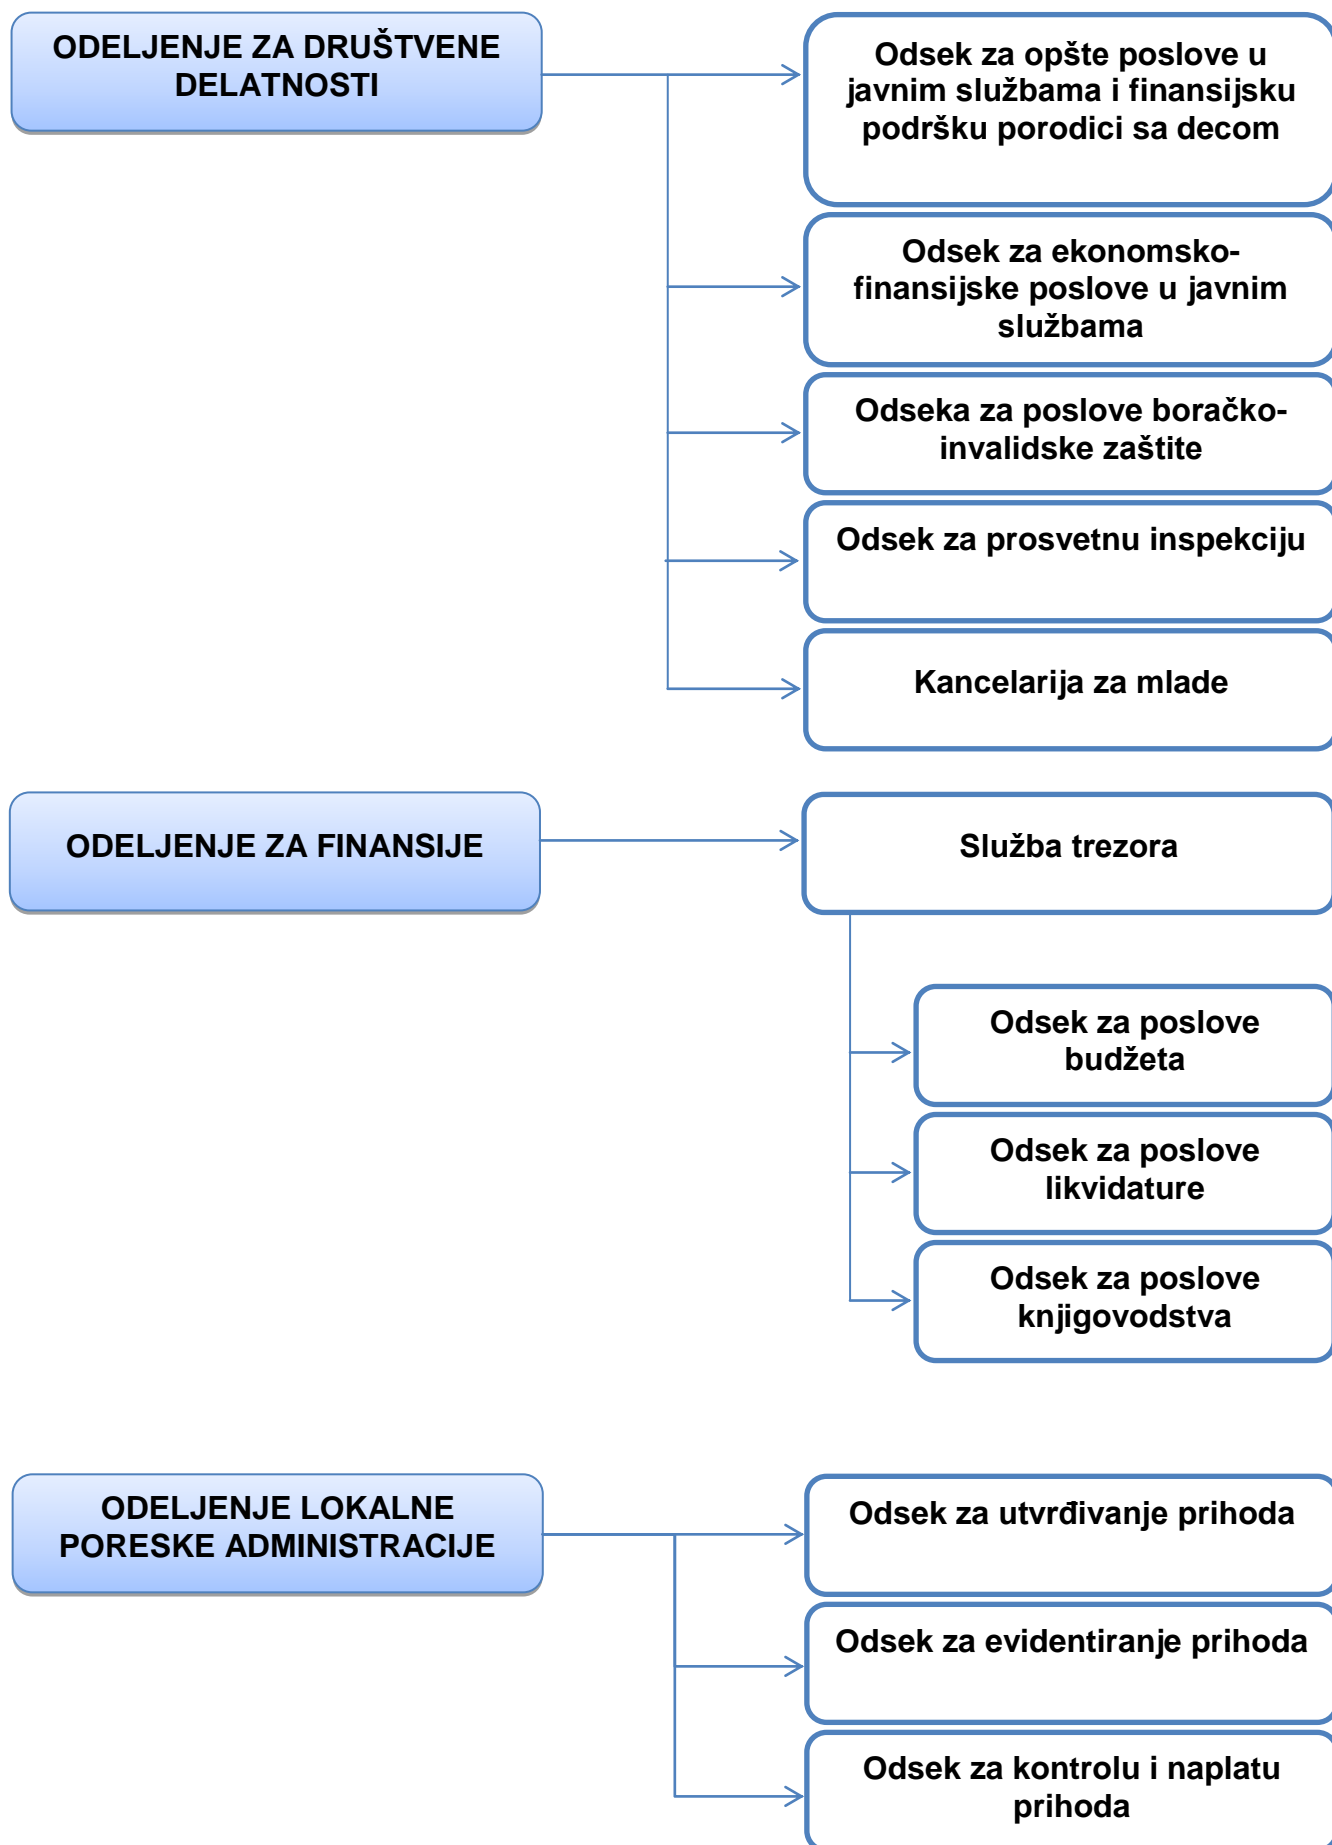 ODELJENJE ZA DRUŠTVENE
DELATNOSTI
Odsek za opšte poslove u
javnim službama i finansijsku
podršku porodici sa decom
Odsek za ekonomsko-
finansijske poslove u javnim
službama
Odseka za poslove boračko-
invalidske zaštite
Odsek za prosvetnu inspekciju
Kancelarija za mlade
ODELJENJE ZA FINANSIJE
Služba trezora
Odsek za poslove
budžeta
Odsek za poslove
likvidature
Odsek za poslove
knjigovodstva
ODELJENJE LOKALNE
PORESKE ADMINISTRACIJE
Odsek za utvrđivanje prihoda
Odsek za evidentiranje prihoda
Odsek za kontrolu i naplatu
prihoda